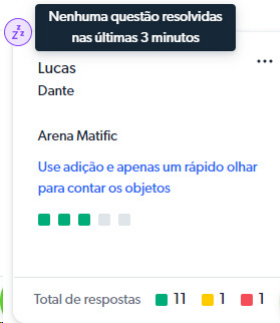 Nenhuma questão resolvidas
nas últimas 3 minutos
z z z
Lucas
Dante
Arena Matific
Use adição e apenas um rápido olhar
para contar os objetos
Total de respostas 11 1 1